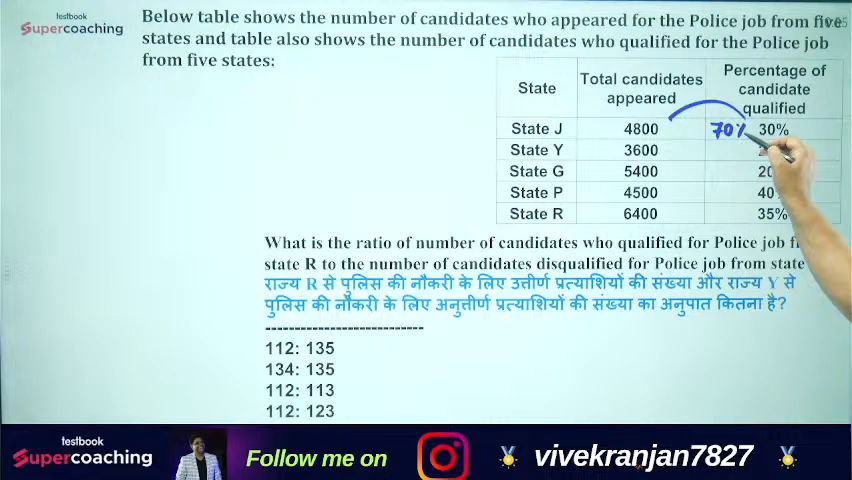 testbook
Supercoaching
Below table shows the number of candidates who appeared for the Police job from five
states and table also shows the number of candidates who qualified for the Police job
from five states:
State
Total candidates
appeared
Percentage of
candidate
qualified
State J 4800 70% 30%
State Y 3600
State G 5400
State P 4500 40%
State R 6400 35%
What is the ratio of number of candidates who qualified for Police job
state R to the number of candidates disqualified for Police job from state
राज्य R से पुलिस की नौकरी के लिए उत्तीर्ण प्रत्याशियों की संख्या और राज्य Y से
पुलिस की नौकरी के लिए अनुत्तीर्ण प्रत्याशियों की संख्या का अनुपात कितना है?
----------------------------
112: 135
134: 135
112: 113
112: 123
testbook
Supercoaching
Follow me on
vivekranjan7827